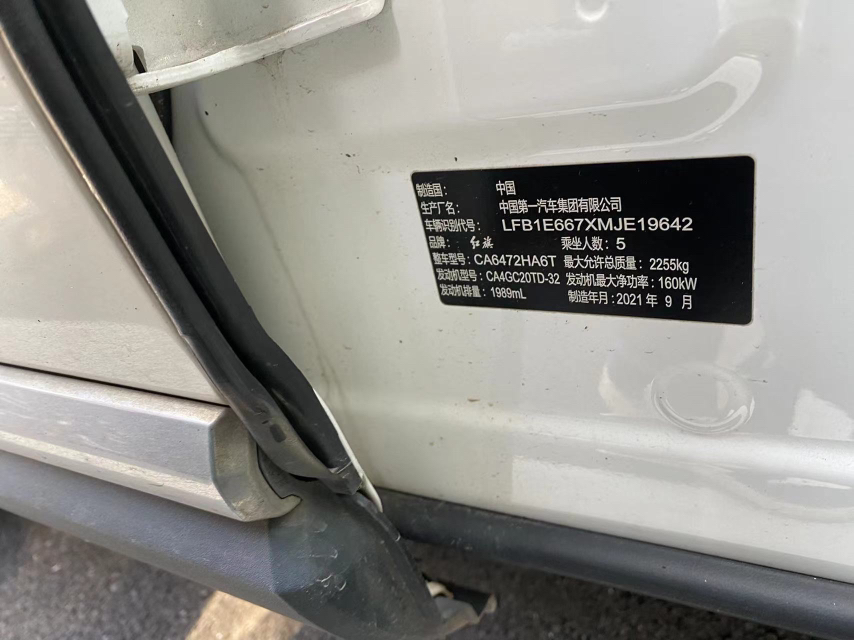 制造国： 中国
生产厂名： 中国第一汽车集团有限公司
车辆识别代号： LFB1E667XMJE19642
品牌： 红旗 乘坐人数：5
整车型号：CA6472HA6T 最大允许总质量：2255kg
发动机型号：CA4GC20TD-32 发动机最大净功率：160kW
发动机排量：1989mL 制造年月：2021年 9 月